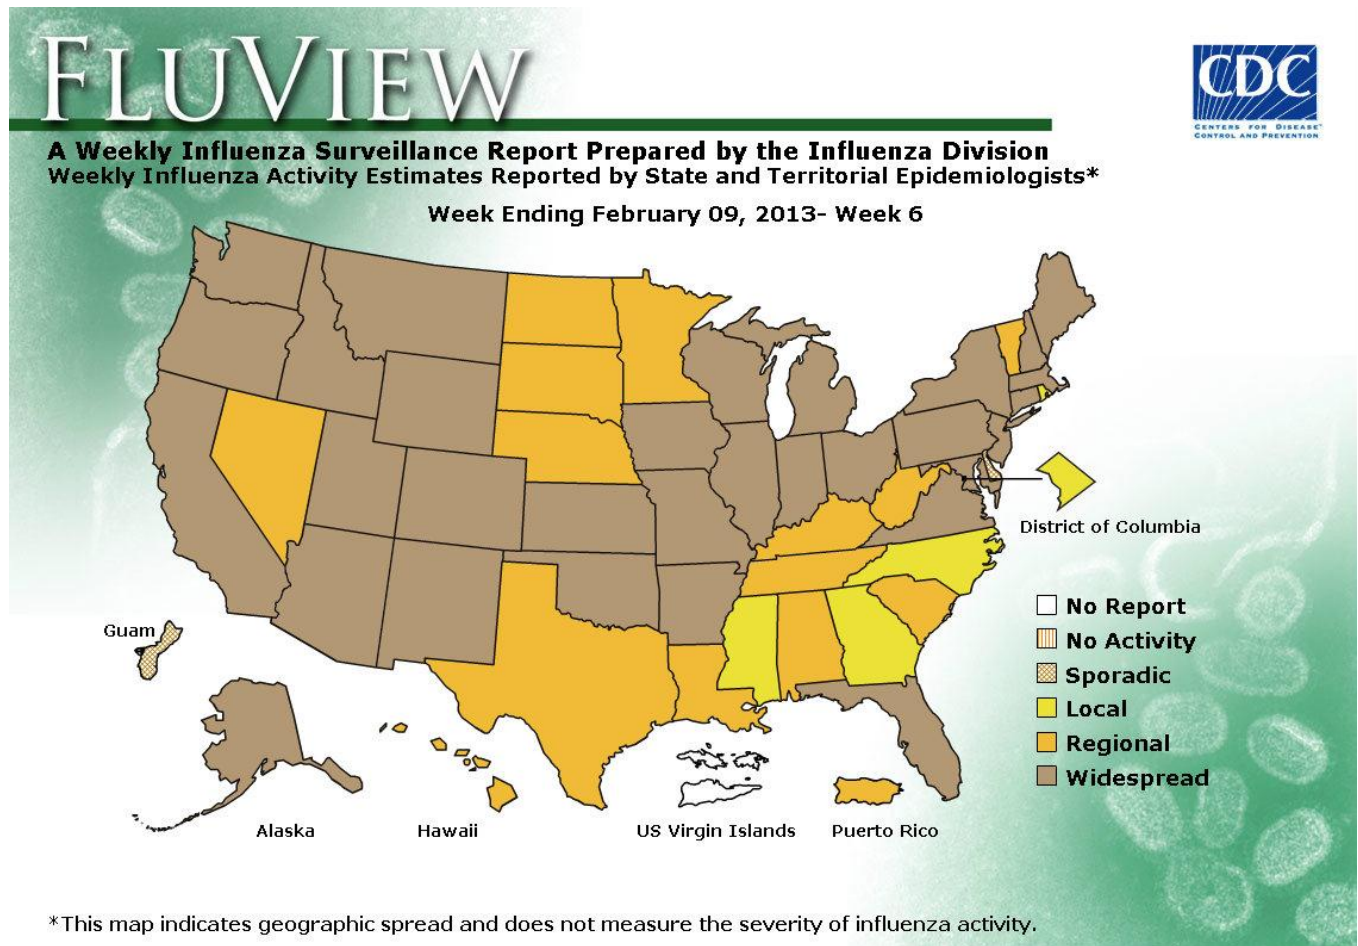 FLUVIEW
CDC
CENTERS FOR DISEASE
CONTROL AND PREVENTION
A Weekly Influenza Surveillance Report Prepared by the Influenza Division
Weekly Influenza Activity Estimates Reported by State and Territorial Epidemiologists*
Week Ending February 09, 2013- Week 6
District of Columbia
No Report
No Activity
Sporadic
Local
Regional
Widespread
Guam
Alaska
Hawaii
US Virgin Islands
Puerto Rico
*This map indicates geographic spread and does not measure the severity of influenza activity.